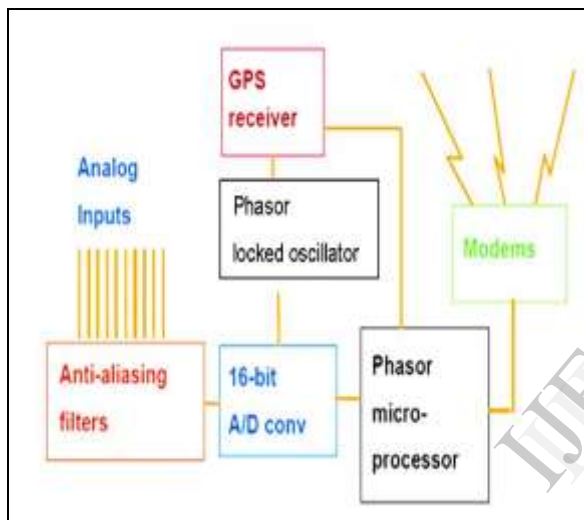 GPS
receiver
Analog
Inputs
Phasor
locked oscillator
Modems
Anti-aliasing
filters
16-bit
A/D conv
Phasor
micro-
processor